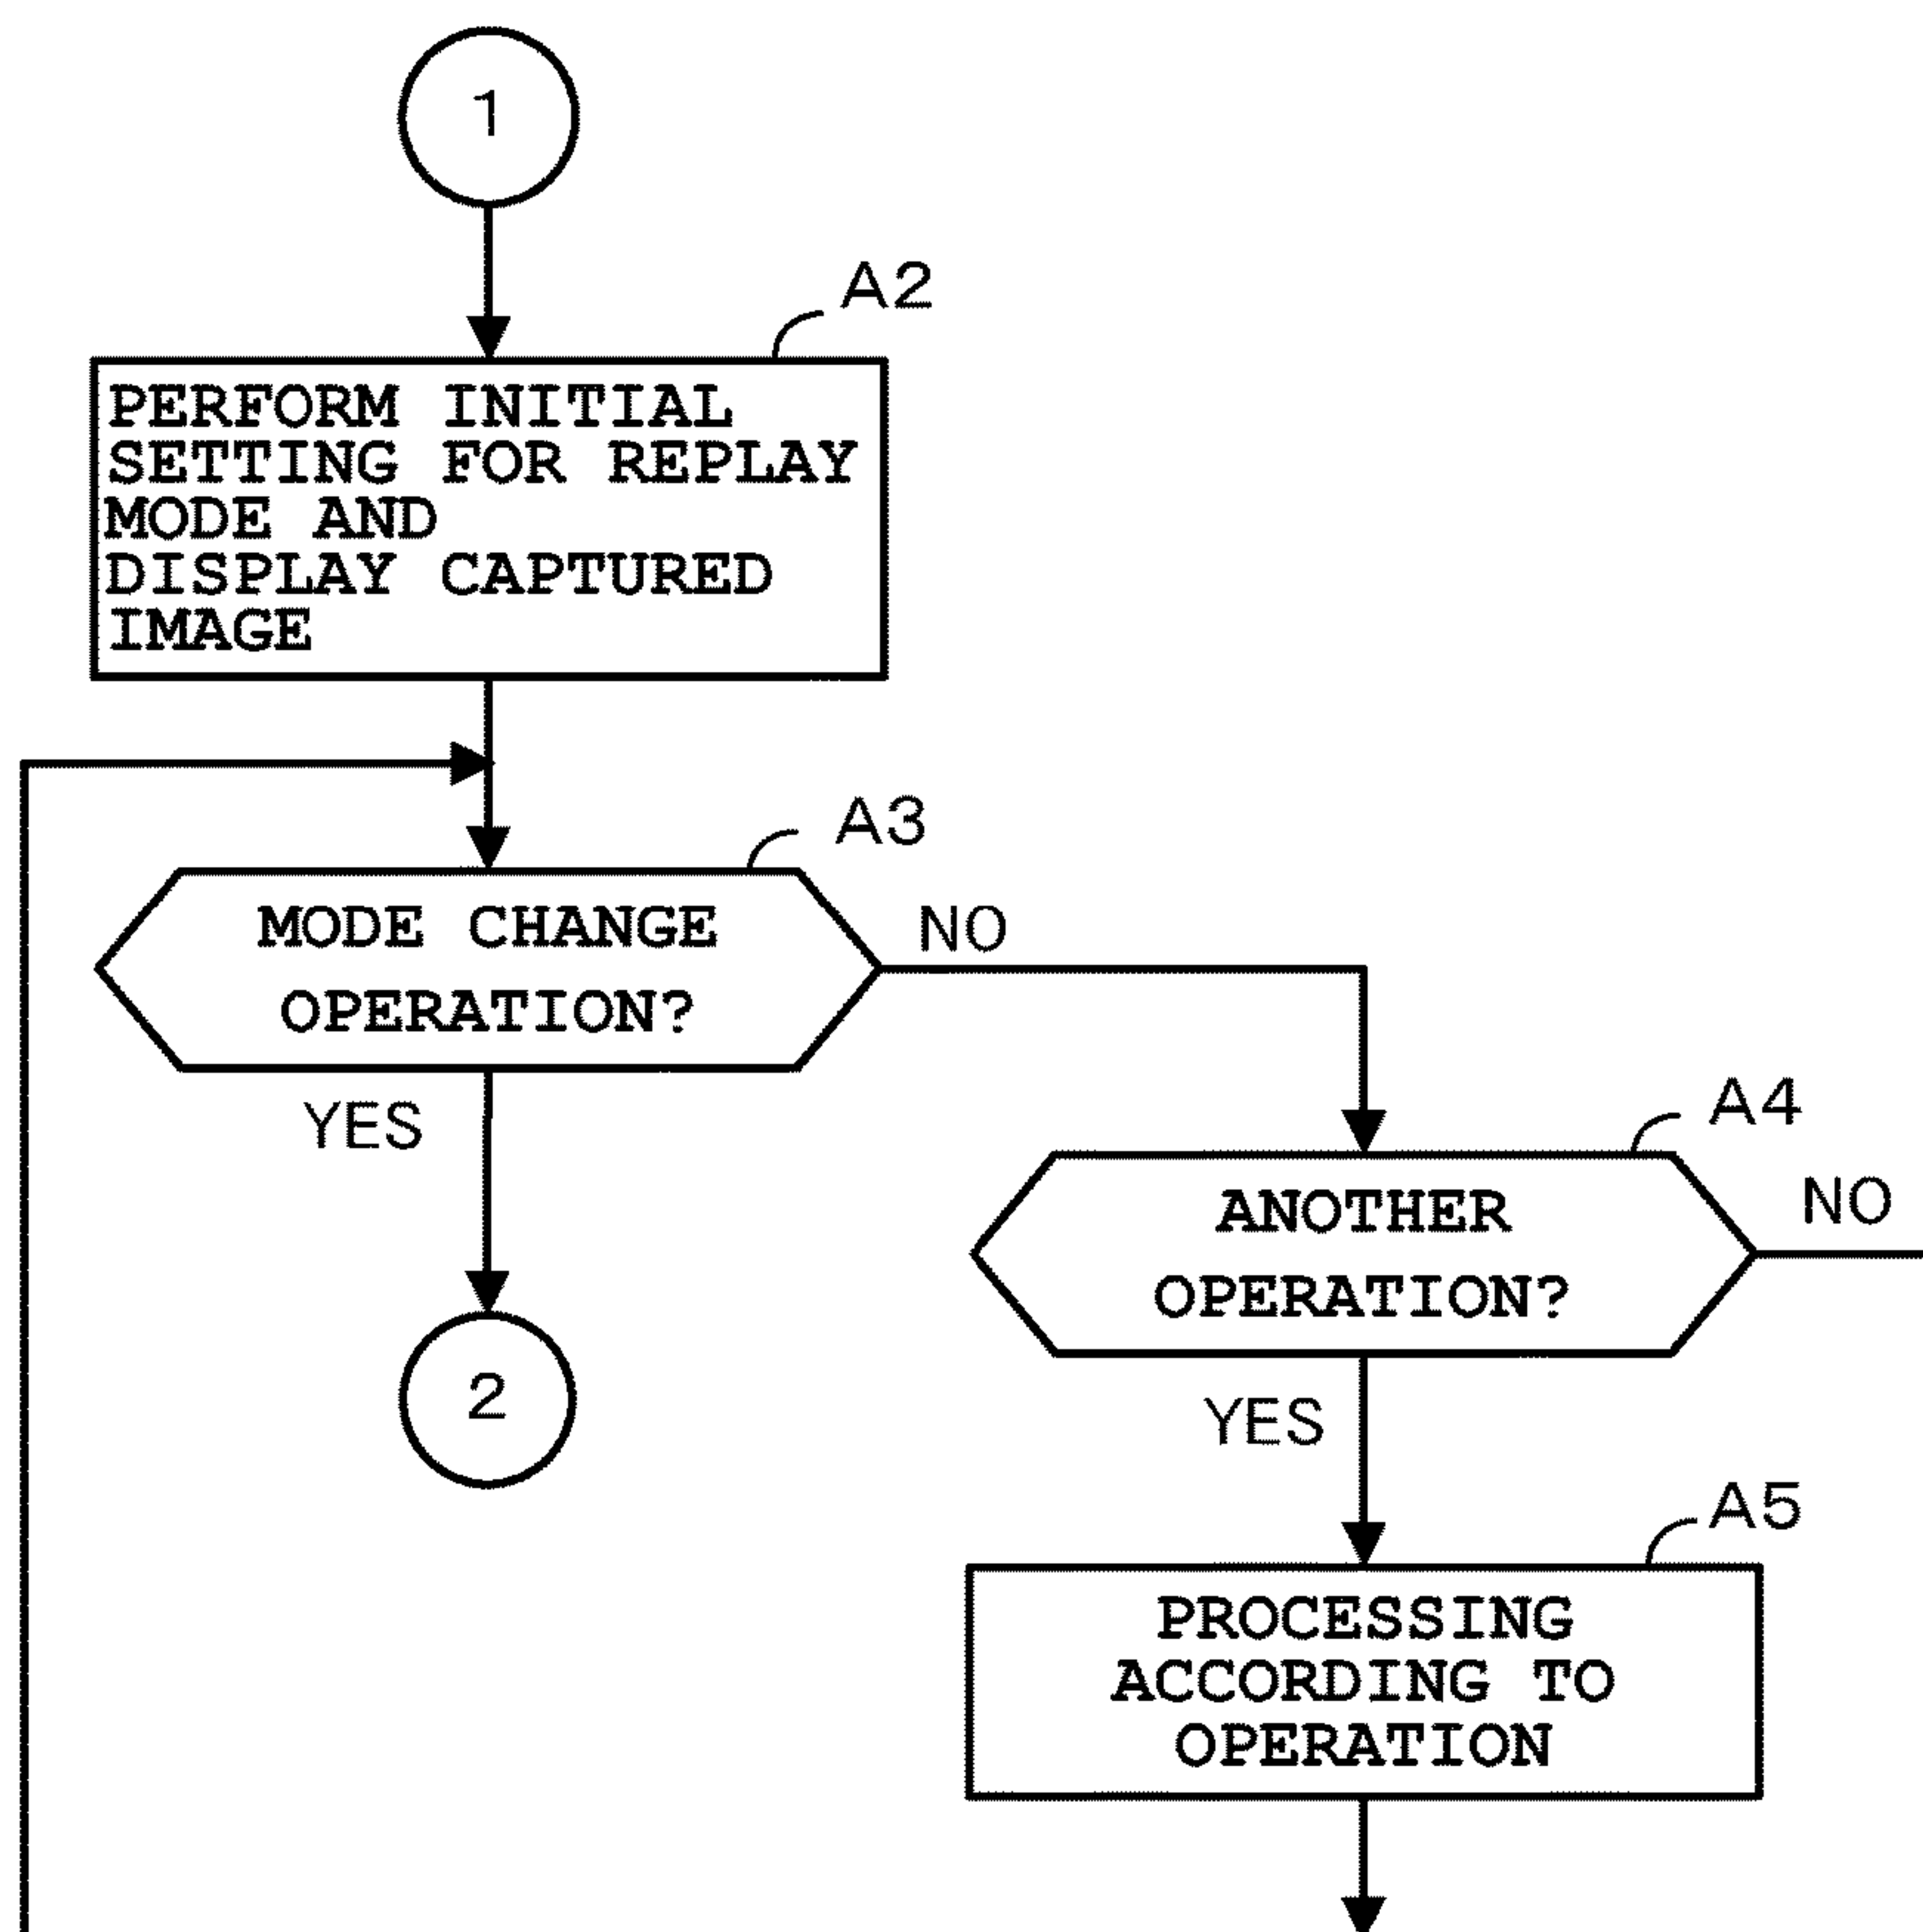 1
A2
PERFORM INITIAL
SETTING FOR REPLAY
MODE AND
DISPLAY CAPTURED
IMAGE
A3
MODE CHANGE
OPERATION?
NO
YES
2
A4
ANOTHER
OPERATION?
NO
YES
A5
PROCESSING
ACCORDING TO
OPERATION